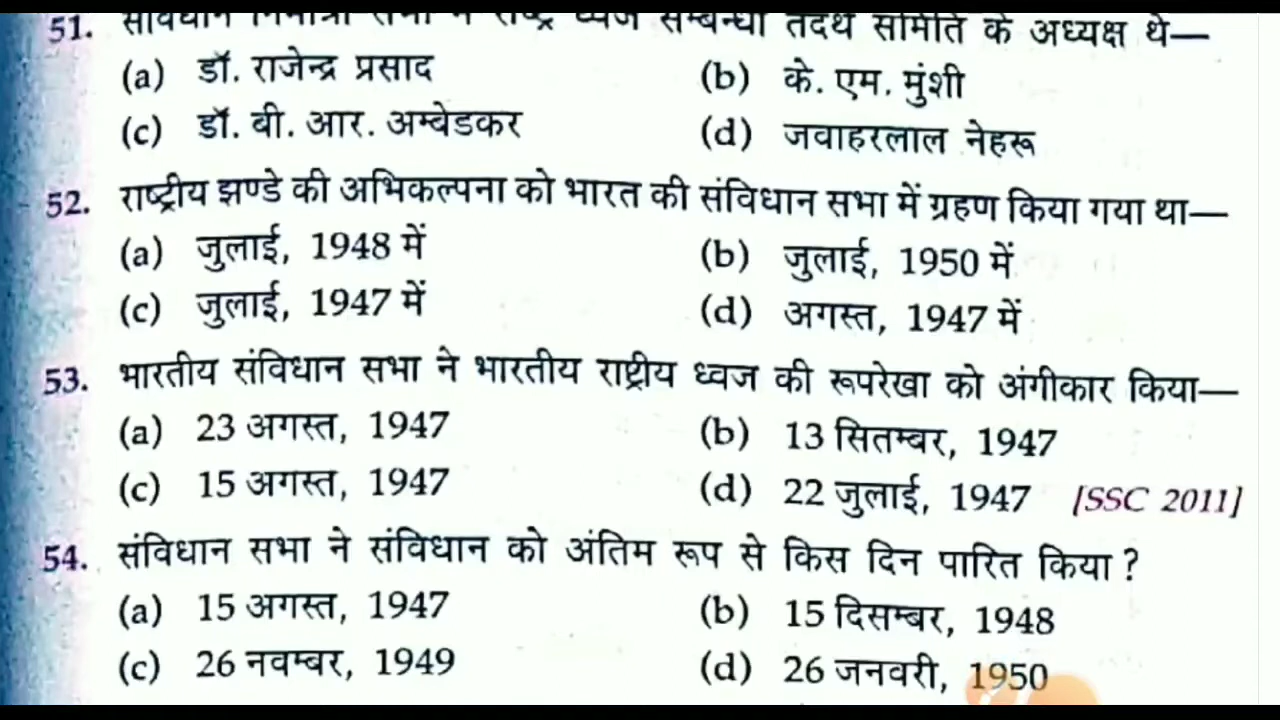 51. संविधान निर्मात्री सभा में राष्ट्र ध्वज सम्बन्धी तदर्थ समिति के अध्यक्ष थे—
(a) डॉ. राजेन्द्र प्रसाद (b) के. एम. मुंशी
(c) डॉ. बी. आर. अम्बेडकर (d) जवाहरलाल नेहरू
52. राष्ट्रीय झण्डे की अभिकल्पना को भारत की संविधान सभा में ग्रहण किया गया था—
(a) जुलाई, 1948 में (b) जुलाई, 1950 में
(c) जुलाई, 1947 में (d) अगस्त, 1947 में
53. भारतीय संविधान सभा ने भारतीय राष्ट्रीय ध्वज की रूपरेखा को अंगीकार किया—
(a) 23 अगस्त, 1947 (b) 13 सितम्बर, 1947
(c) 15 अगस्त, 1947 (d) 22 जुलाई, 1947 [SSC 2011]
54. संविधान सभा ने संविधान को अंतिम रूप से किस दिन पारित किया ?
(a) 15 अगस्त, 1947 (b) 15 दिसम्बर, 1948
(c) 26 नवम्बर, 1949 (d) 26 जनवरी, 1950